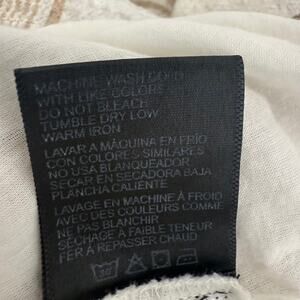 MACHINE WASH COLD
WITH LIKE COLORS
DO NOT BLEACH
TUMBLE DRY LOW
WARM IRON
LAVAR A MÁQUINA EN FRÍO
CON COLORES SIMILARES
NO USA BLANQUEADOR
SECAR EN SECADORA BAJA
PLANCHA CALIENTE
LAVAGE EN MACHINE À FROID
AVEC DES COULEURS COMME
NE PAS BLANCHIR
SÉCHAGE À FAIBLE TENEUR
FER À REPASSER CHAUD